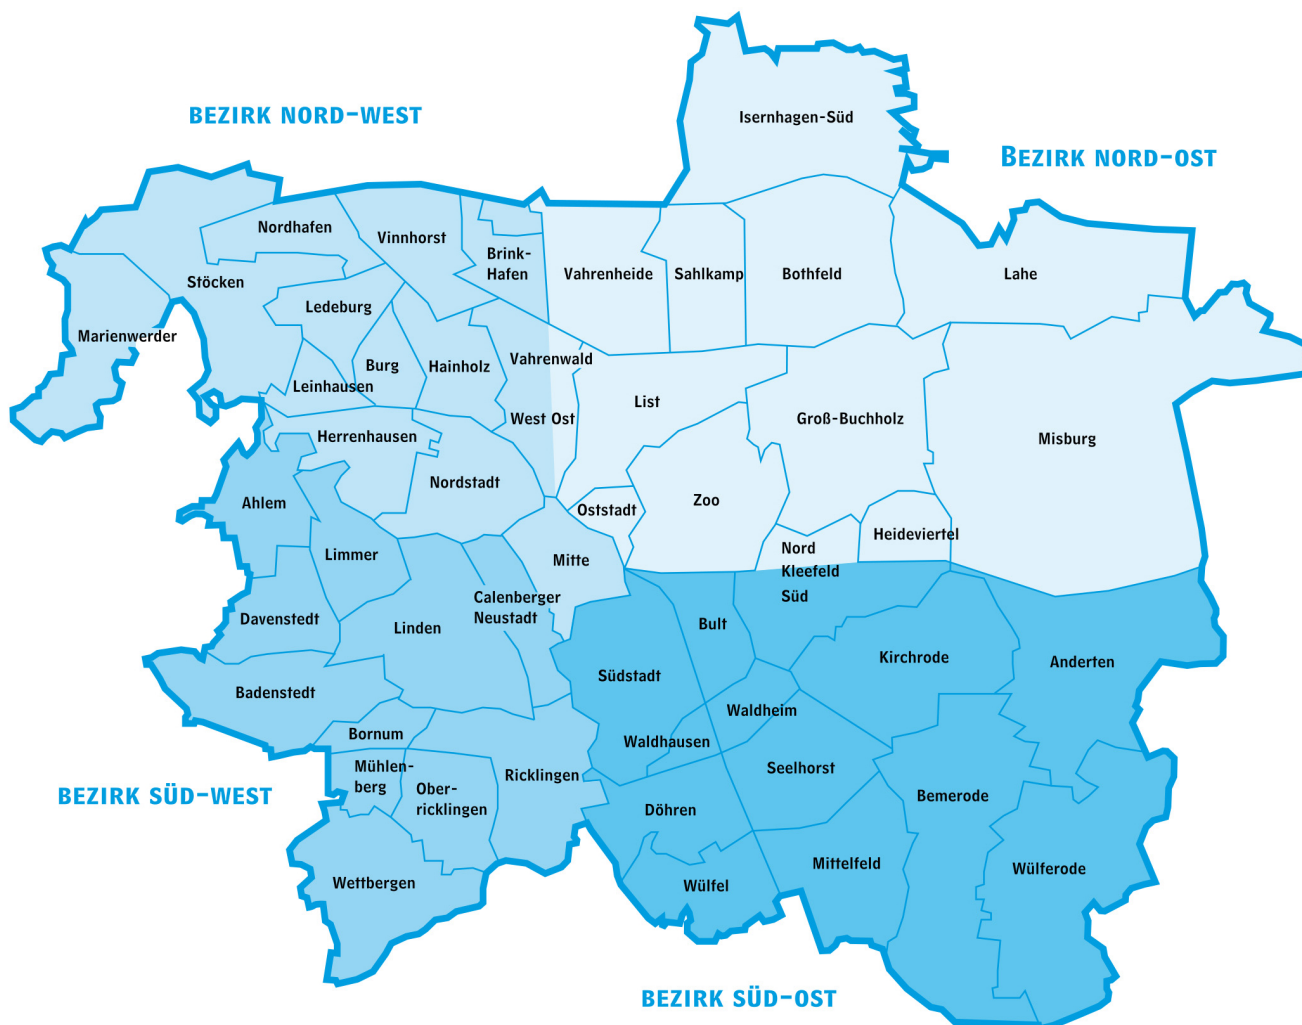 BEZIRK NORD-WEST
Isernhagen-Süd
BEZIRK NORD-OST
Nordhafen
Vinnhorst
Brink-
Hafen
Stöcken
Vahrenheide
Sahlkamp
Bothfeld
Lahe
Ledeburg
Marienwerder
Vahrenwald
Burg
Hainholz
Leinhausen
List
West Ost
Groß-Buchholz
Misburg
Herrenhausen
Nordstadt
Ahlem
Zoo
Oststadt
Heideviertel
Limmer
Mitte
Nord
Kleefeld
Süd
Calenberger
Neustadt
Davenstedt
Linden
Bult
Kirchrode
Anderten
Südstadt
Badenstedt
Waldheim
Bornum
Waldhausen
Mühlen-
berg
Ricklingen
Seelhorst
BEZIRK SÜD-WEST
Ober-
ricklingen
Bemerode
Döhren
Mittelfeld
Wülferode
Wettbergen
Wülfel
BEZIRK SÜD-OST